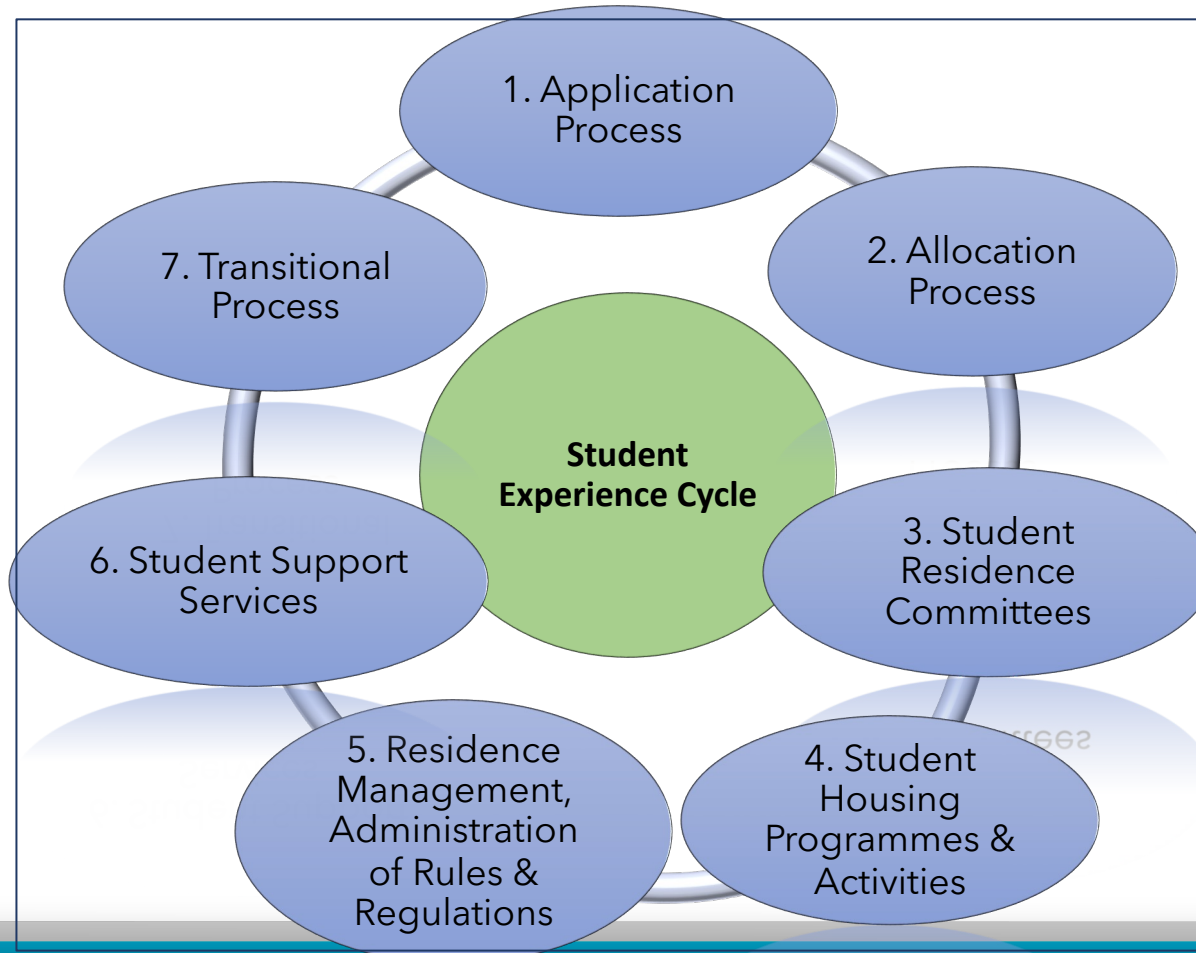 1. Application
Process
2. Allocation
Process
3. Student
Residence
Committees
4. Student
Housing
Programmes &
Activities
5. Residence
Management,
Administration
of Rules &
Regulations
6. Student Support
Services
7. Transitional
Process
Student
Experience Cycle